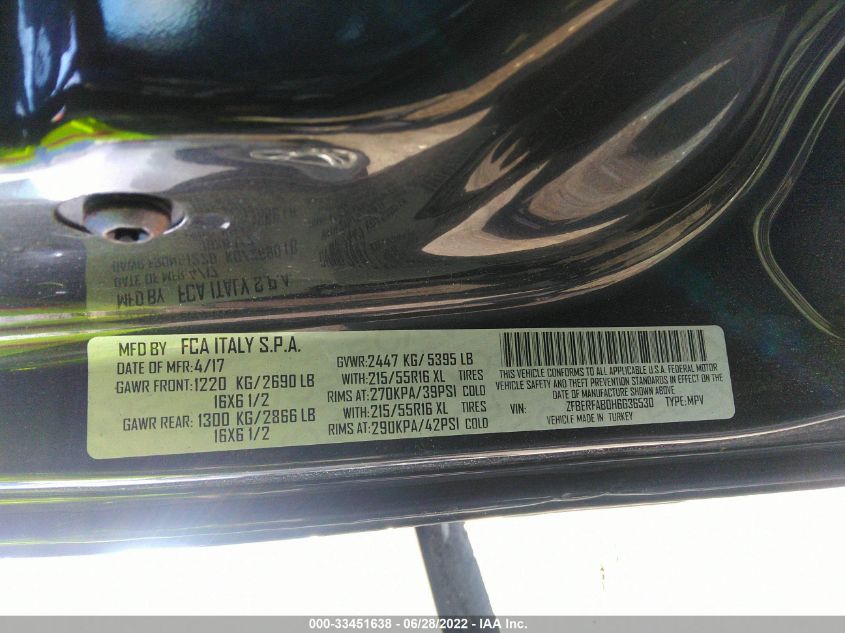 MFD BY FCA ITALY S.P.A.
DATE OF MFR:4/17 GVWR:2447 KG/ 5395 LB
GAWR FRONT:1220 KG/2690 LB WITH:215/55R16 XL TIRES
16X6 1/2 RIMS AT:270KPA/39PSI COLD
GAWR REAR: 1300 KG/2866 LB WITH:215/55R16 XL TIRES
16X6 1/2 RIMS AT:290KPA/42PSI COLD
THIS VEHICLE CONFORMS TO ALL APPLICABLE U.S.A. FEDERAL MOTOR
VEHICLE SAFETY AND THEFT PREVENTION STANDARDS IN EFFECT ON THE
DATE OF MANUFACTURE SHOWN ABOVE
VIN: ZFBERFAB0H6G36530 TYPE:MPV
VEHICLE MADE IN TURKEY
000-33451638 - 06/28/2022 - IAA Inc.